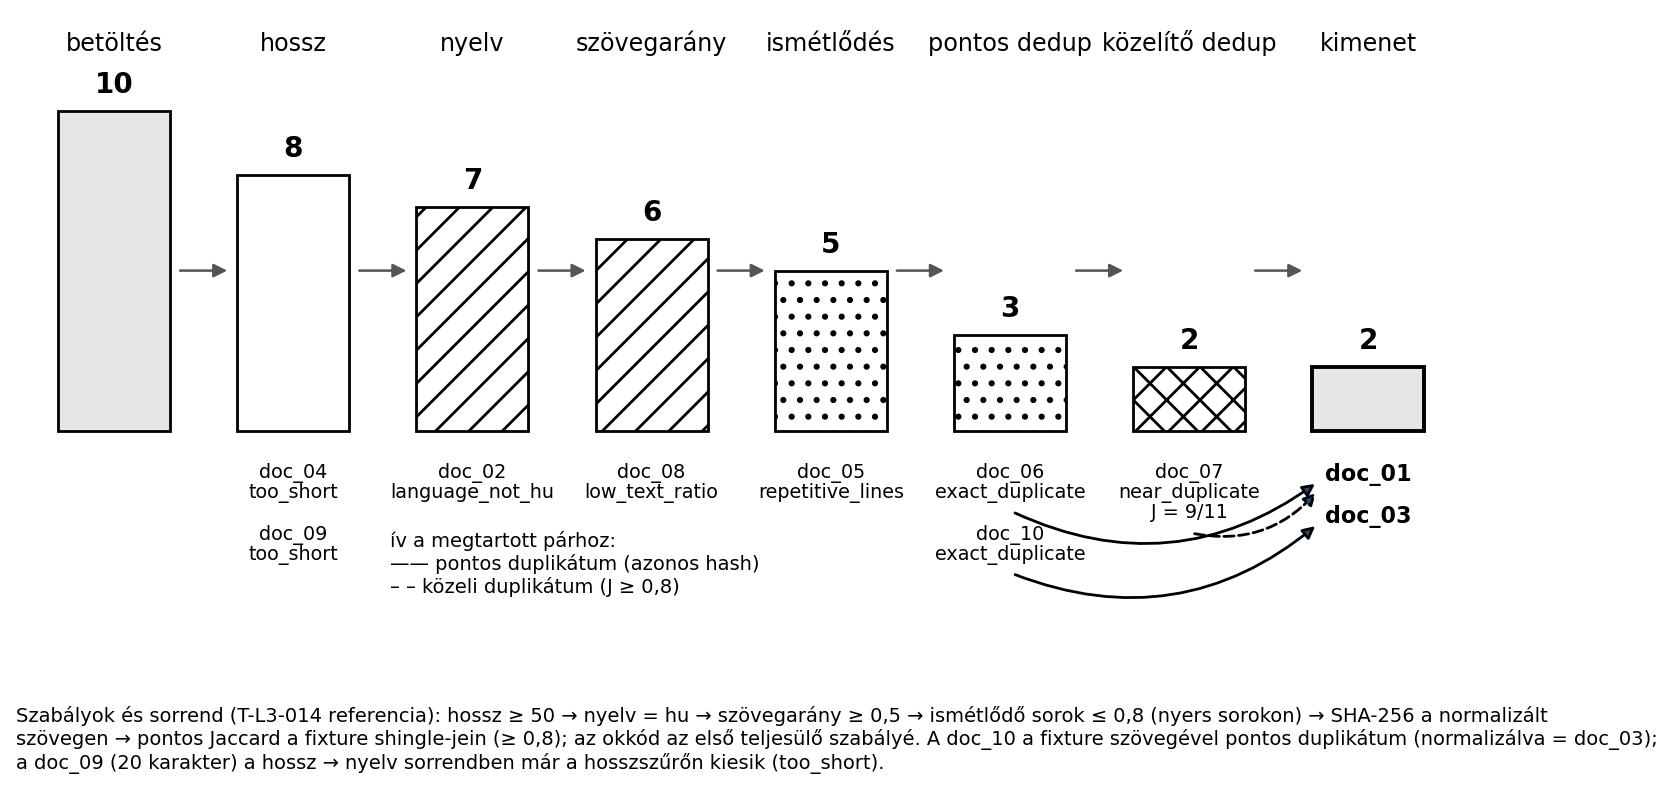 betöltés hossz nyelv szövegarány ismétlődés pontos dedup közelítő dedup kimenet
10
8
7
6
5
3
2
2
doc_04 doc_02 doc_08 doc_05 doc_06 doc_07 doc_01
too_short language_not_hu low_text_ratio repetitive_lines exact_duplicate near_duplicate
J = 9/11
doc_03
doc_09
too_short
doc_10
exact_duplicate
ív a megtartott párhoz:
—— pontos duplikátum (azonos hash)
– – közeli duplikátum (J ≥ 0,8)
Szabályok és sorrend (T-L3-014 referencia): hossz ≥ 50 → nyelv = hu → szövegarány ≥ 0,5 → ismétlődő sorok ≤ 0,8 (nyers sorokon) → SHA-256 a normalizált
szövegen → pontos Jaccard a fixture shingle-jein (≥ 0,8); az okkód az első teljesülő szabályé. A doc_10 a fixture szövegével pontos duplikátum (normalizálva = doc_03);
a doc_09 (20 karakter) a hossz → nyelv sorrendben már a hosszszűrőn kiesik (too_short).